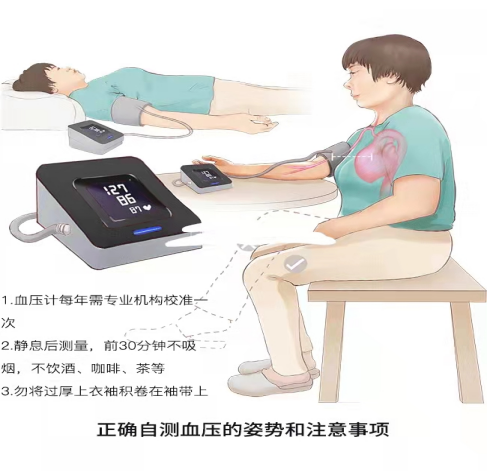 127
86
87
1.血压计每年需专业机构校准一
次
2.静息后测量，前30分钟不吸
烟，不饮酒、咖啡、茶等
3.勿将过厚上衣袖积卷在袖带上
正确自测血压的姿势和注意事项